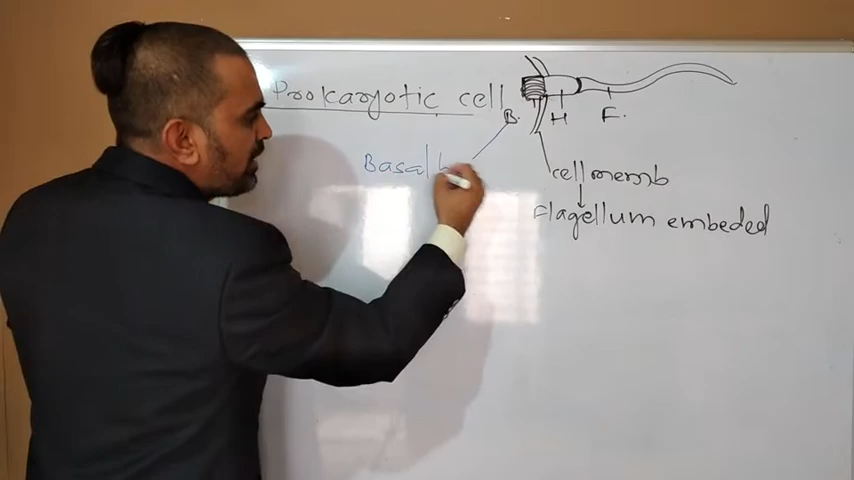 Prokaryotic cell
B. H F.
Basal b
cell memb
Flagellum embeded